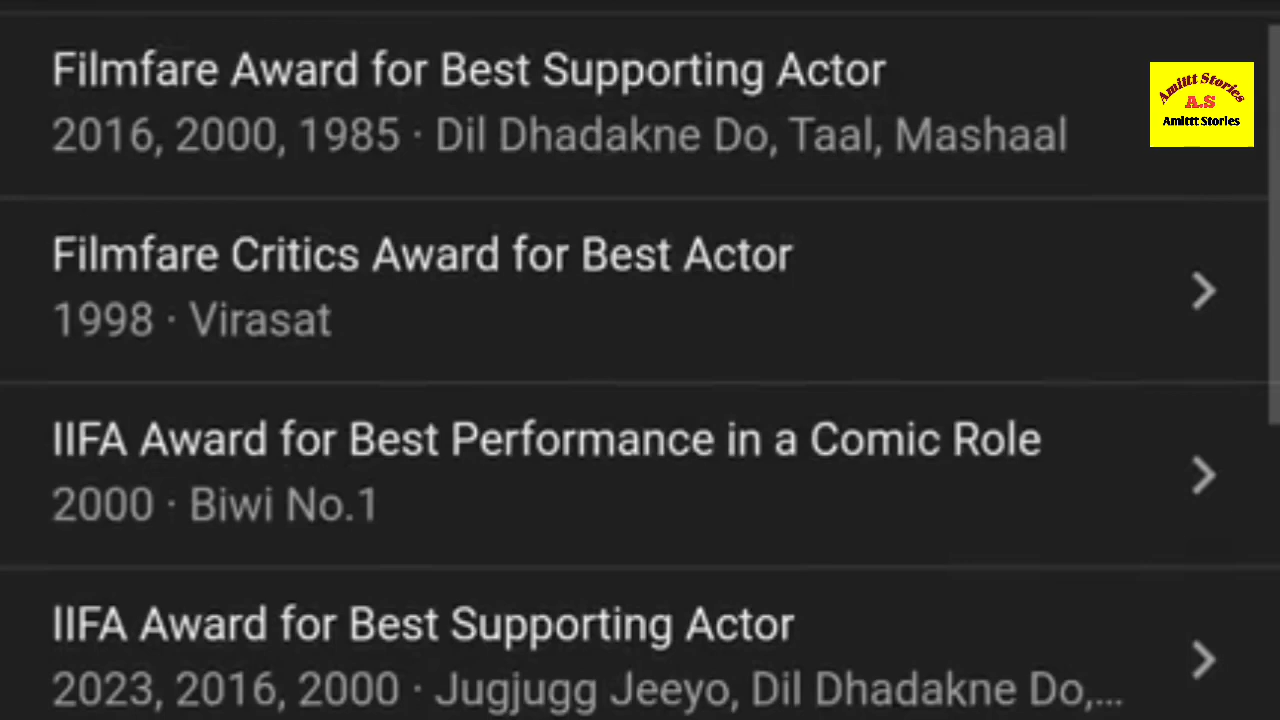 Filmfare Award for Best Supporting Actor
2016, 2000, 1985 · Dil Dhadakne Do, Taal, Mashaal
Amittt Stories
A.S
Amittt Stories
Filmfare Critics Award for Best Actor
1998 · Virasat
IIFA Award for Best Performance in a Comic Role
2000 · Biwi No.1
IIFA Award for Best Supporting Actor
2023, 2016, 2000 · Jugjugg Jeeyo, Dil Dhadakne Do,...